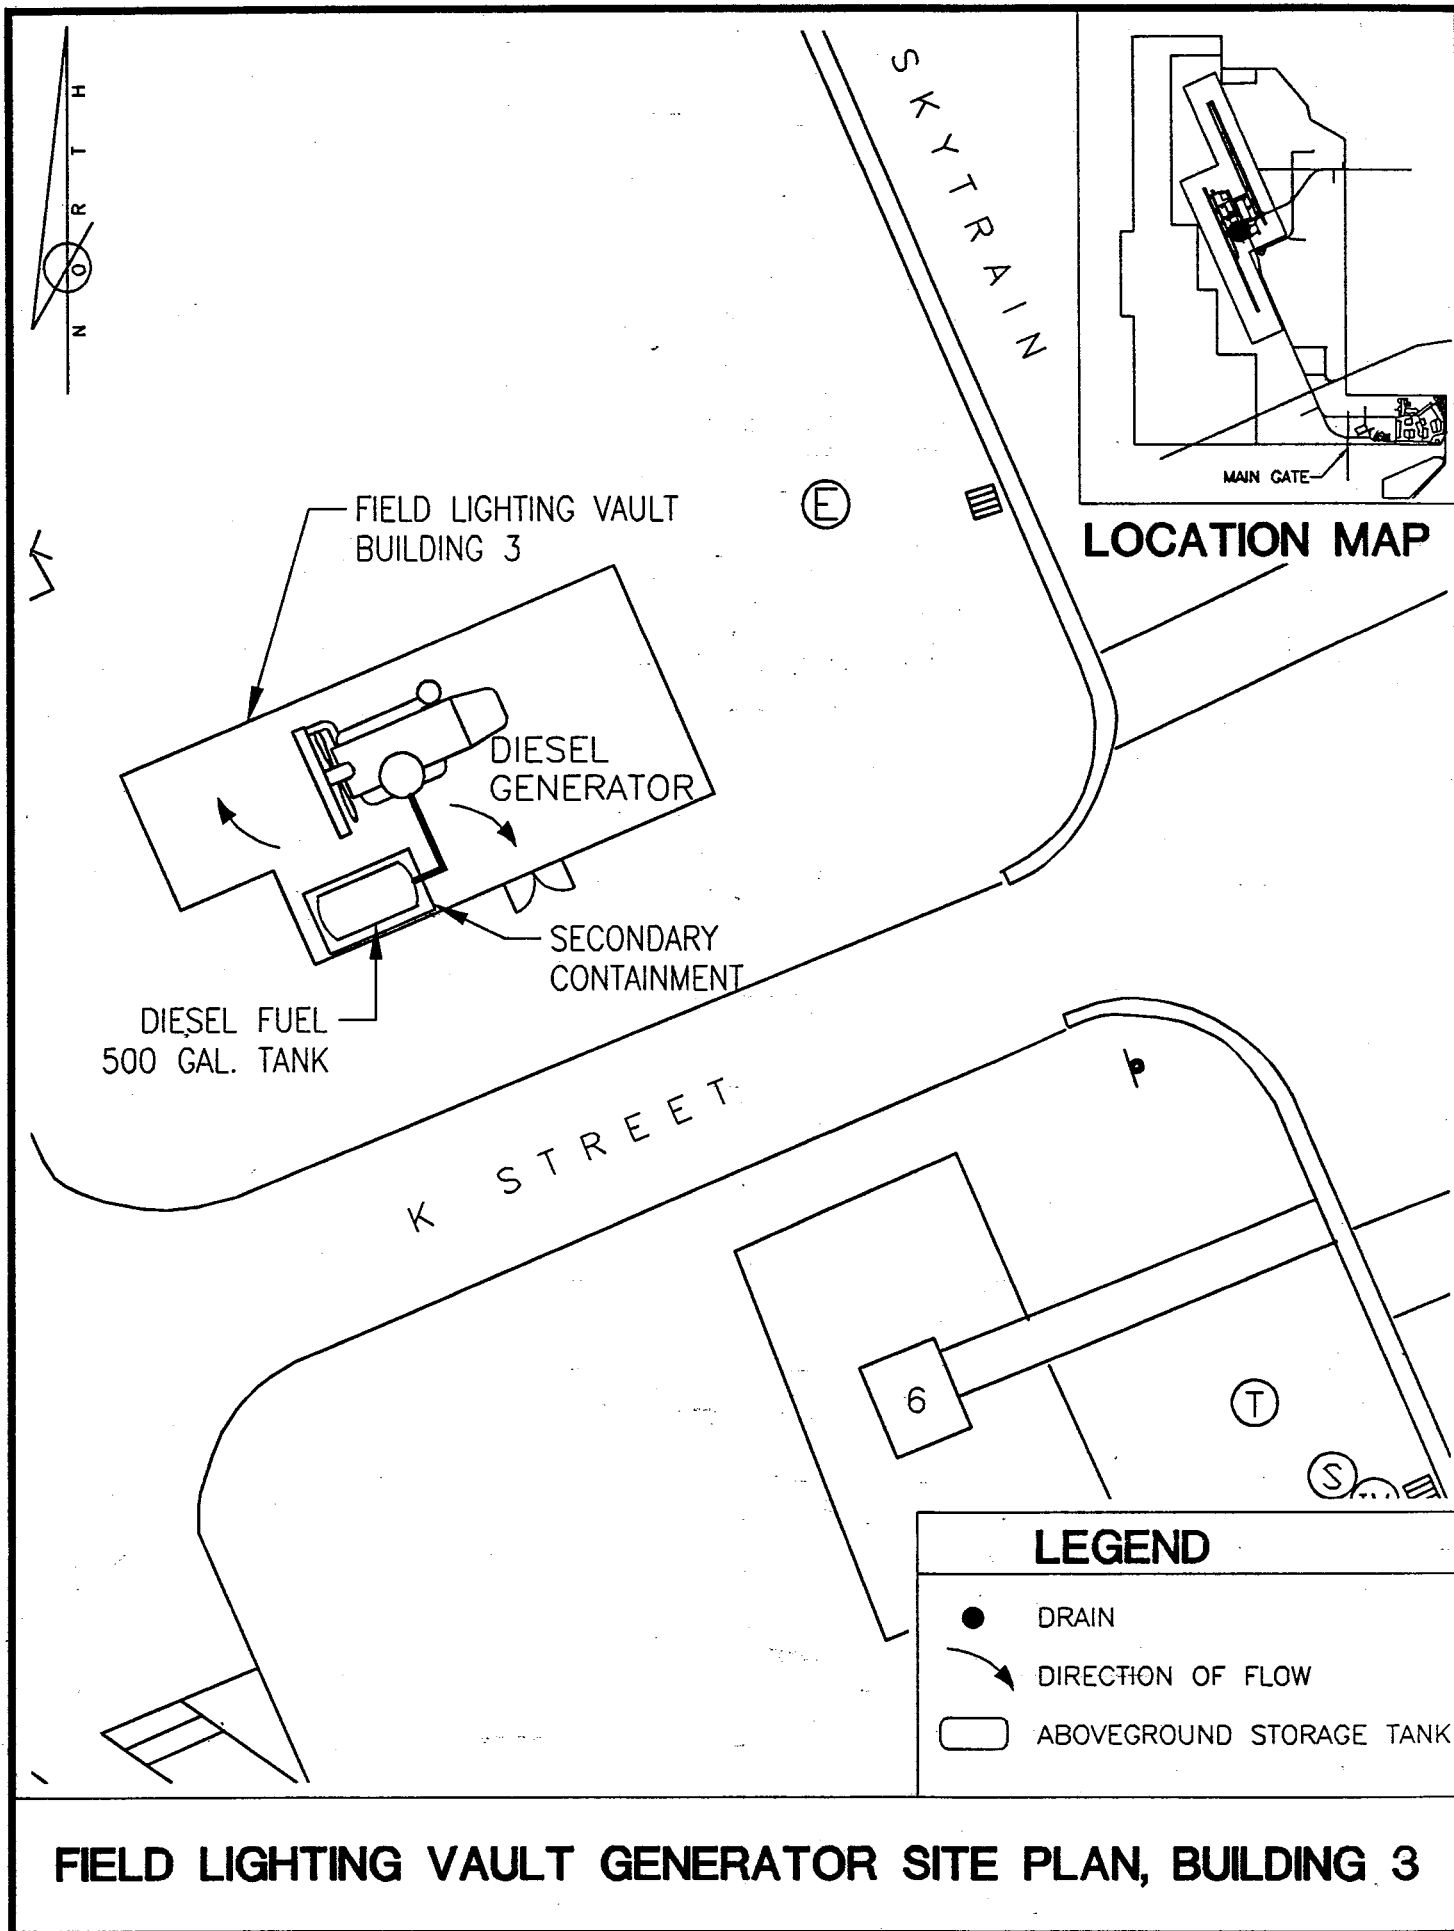 NORTH
SKYTRAIN
MAIN GATE
LOCATION MAP
FIELD LIGHTING VAULT
BUILDING 3
E
DIESEL
GENERATOR
SECONDARY
CONTAINMENT
DIESEL FUEL
500 GAL. TANK
K STREET
6
T
S
LEGEND
DRAIN
DIRECTION OF FLOW
ABOVEGROUND STORAGE TANK
FIELD LIGHTING VAULT GENERATOR SITE PLAN, BUILDING 3